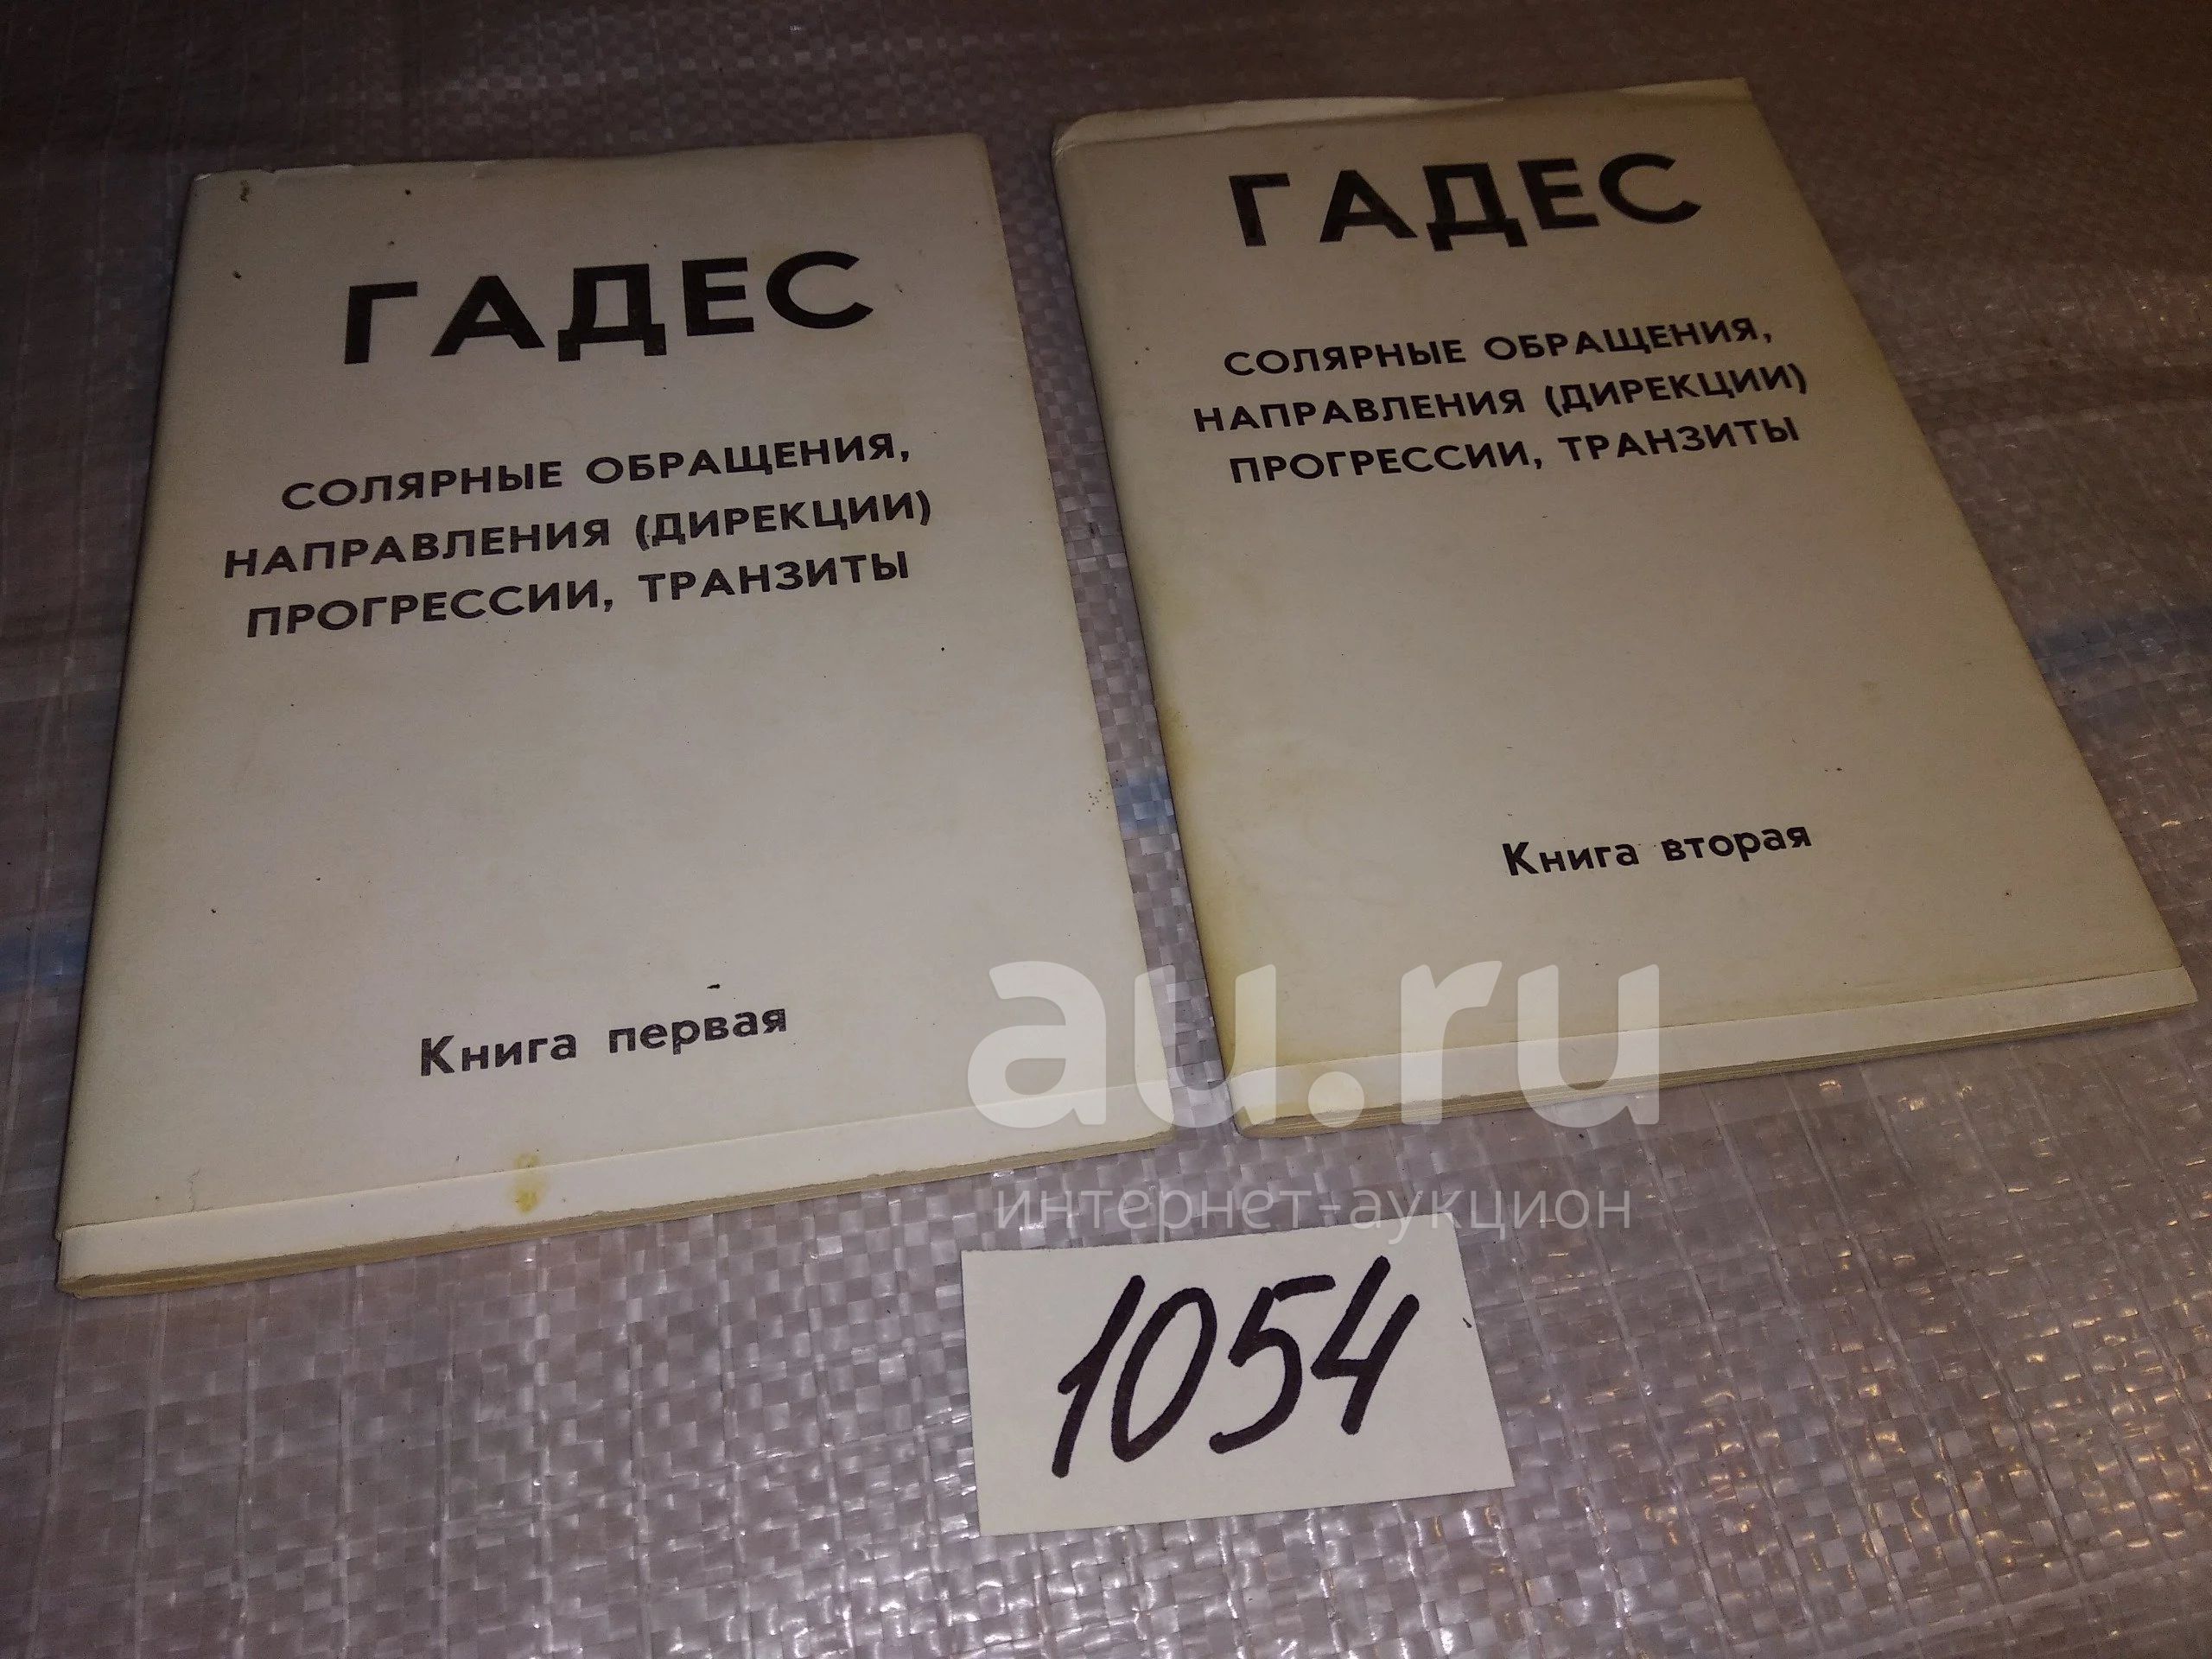 ГАДЕС
СОЛЯРНЫЕ ОБРАЩЕНИЯ,
НАПРАВЛЕНИЯ (ДИРЕКЦИИ)
ПРОГРЕССИИ, ТРАНЗИТЫ
Книга первая
ГАДЕС
СОЛЯРНЫЕ ОБРАЩЕНИЯ,
НАПРАВЛЕНИЯ (ДИРЕКЦИИ)
ПРОГРЕССИИ, ТРАНЗИТЫ
Книга вторая
au.ru
интернет-аукцион
1054